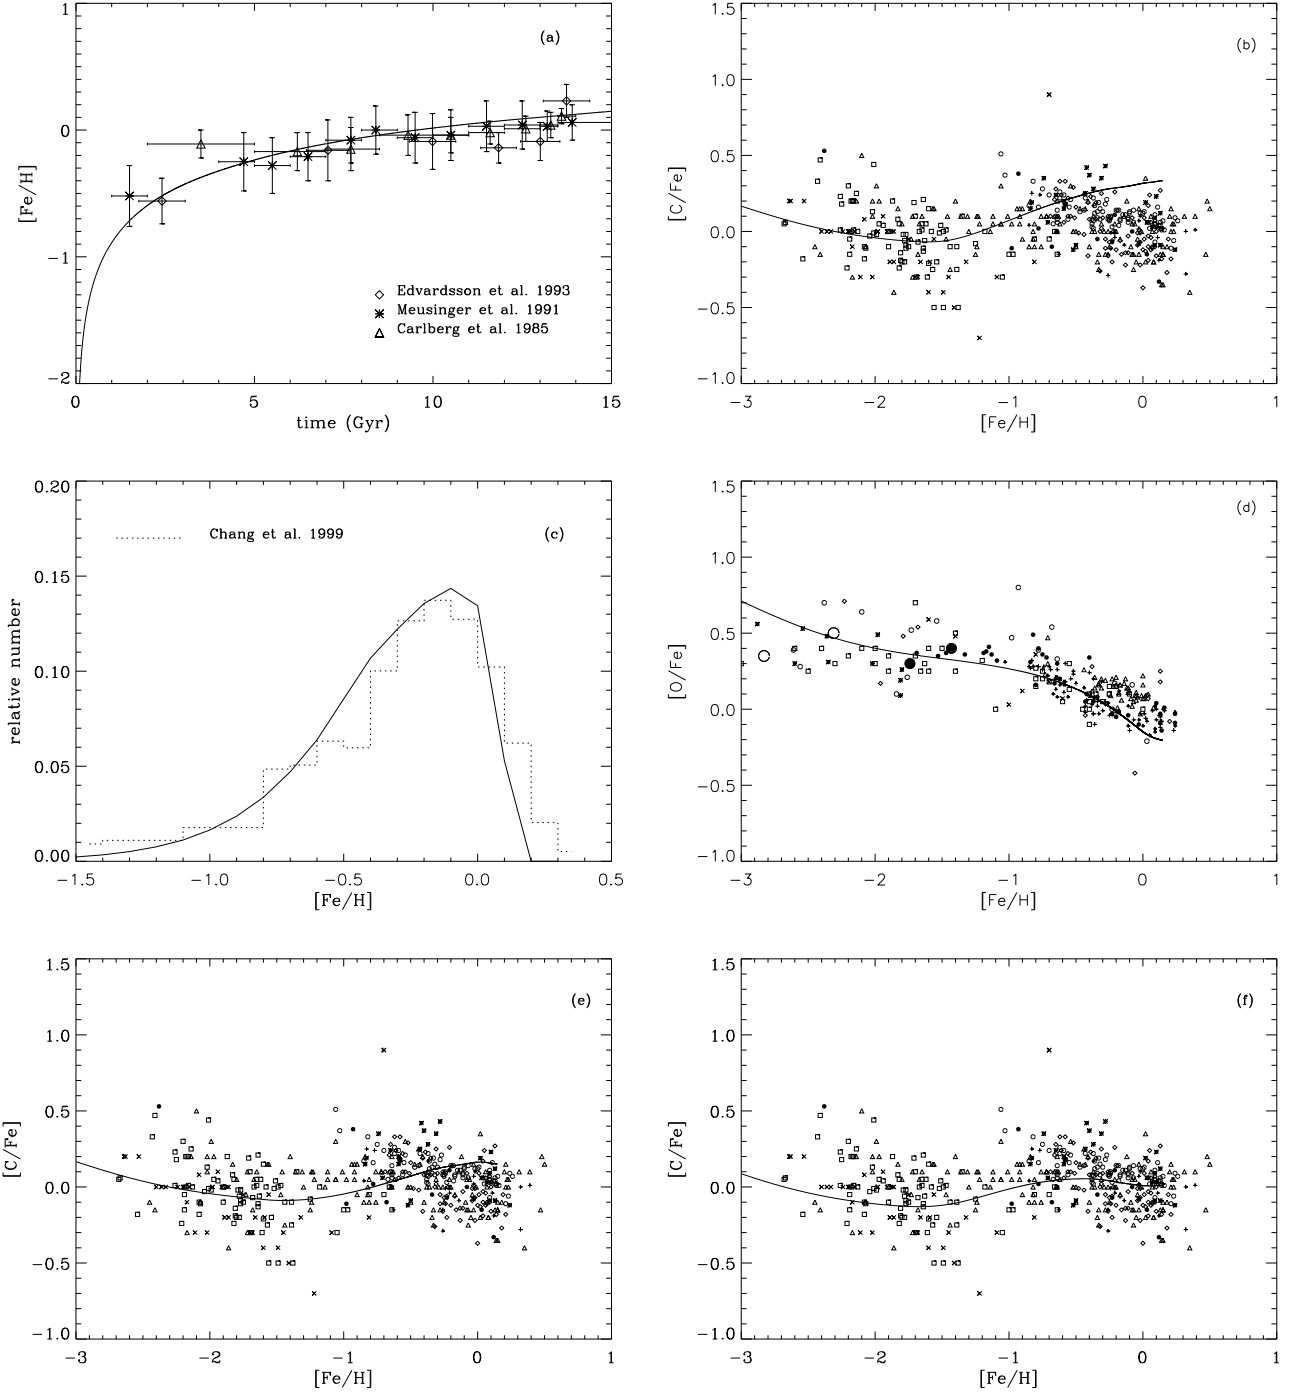 1
(a)
0
[Fe/H]
−1
Edvardsson et al. 1993
Meusinger et al. 1991
Carlberg et al. 1985
−2
0 5 10 15
time (Gyr)
1.5
(b)
1.0
0.5
[C/Fe]
0.0
−0.5
−1.0
−3 −2 −1 0 1
[Fe/H]
0.20
Chang et al. 1999
(c)
0.15
relative number
0.10
0.05
0.00
−1.5 −1.0 −0.5 0.0 0.5
[Fe/H]
1.5
(d)
1.0
0.5
[O/Fe]
0.0
−0.5
−1.0
−3 −2 −1 0 1
[Fe/H]
1.5
(e)
1.0
0.5
[C/Fe]
0.0
−0.5
−1.0
−3 −2 −1 0 1
[Fe/H]
1.5
(f)
1.0
0.5
[C/Fe]
0.0
−0.5
−1.0
−3 −2 −1 0 1
[Fe/H]